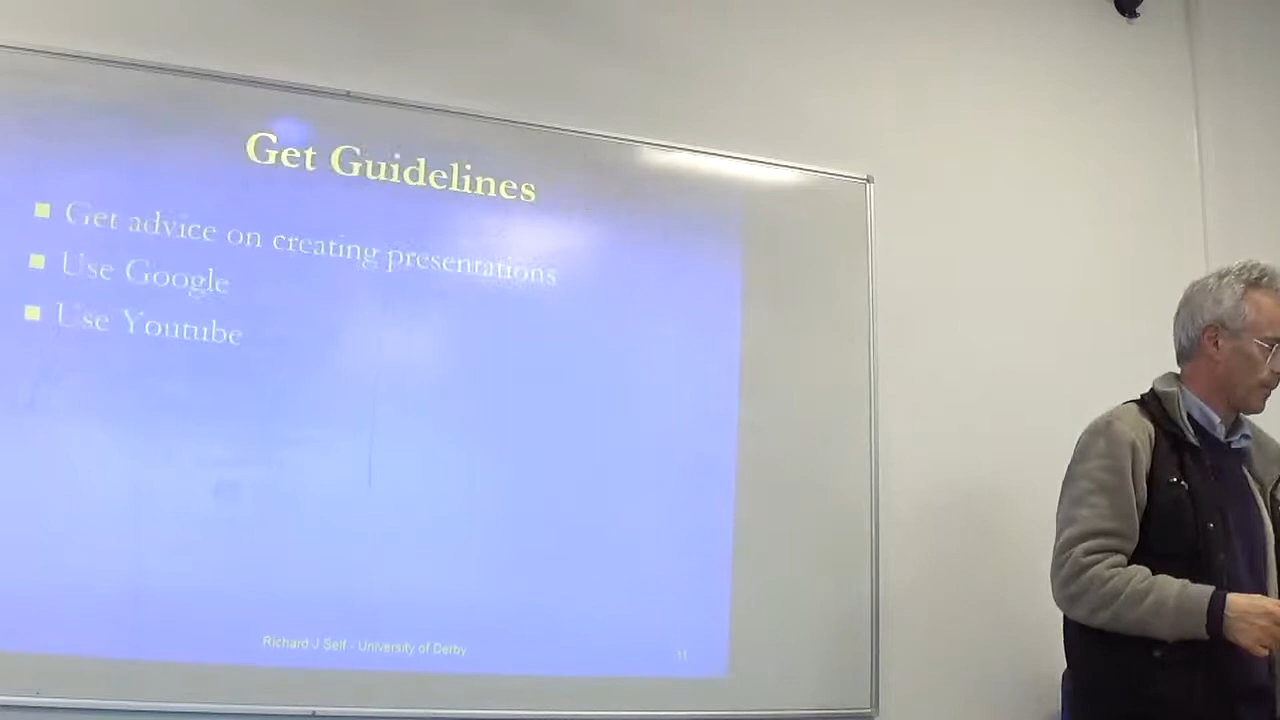 Get Guidelines
Get advice on creating presentations
Use Google
Use Youtube
Richard J Self - University of Derby
11